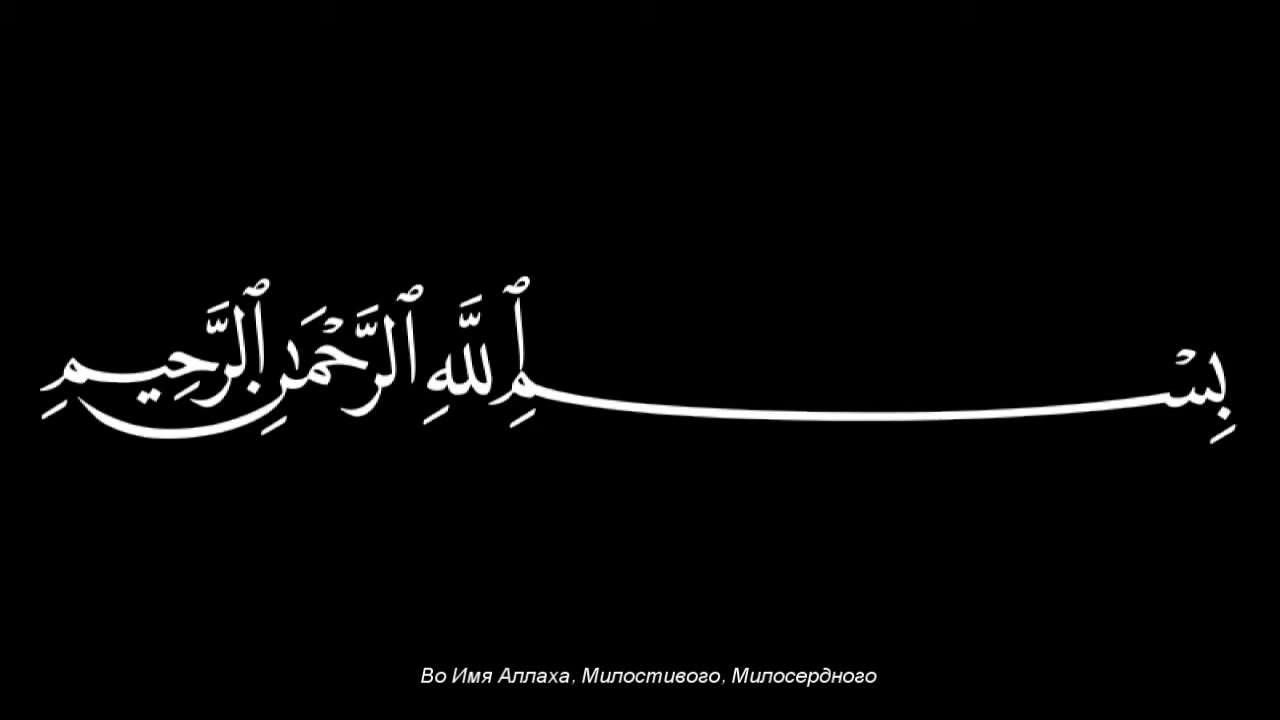 بِسْمِ ٱللَّهِ ٱلرَّحْمَٰنِ ٱلرَّحِيمِ
Во Имя Аллаха, Милостивого, Милосердного